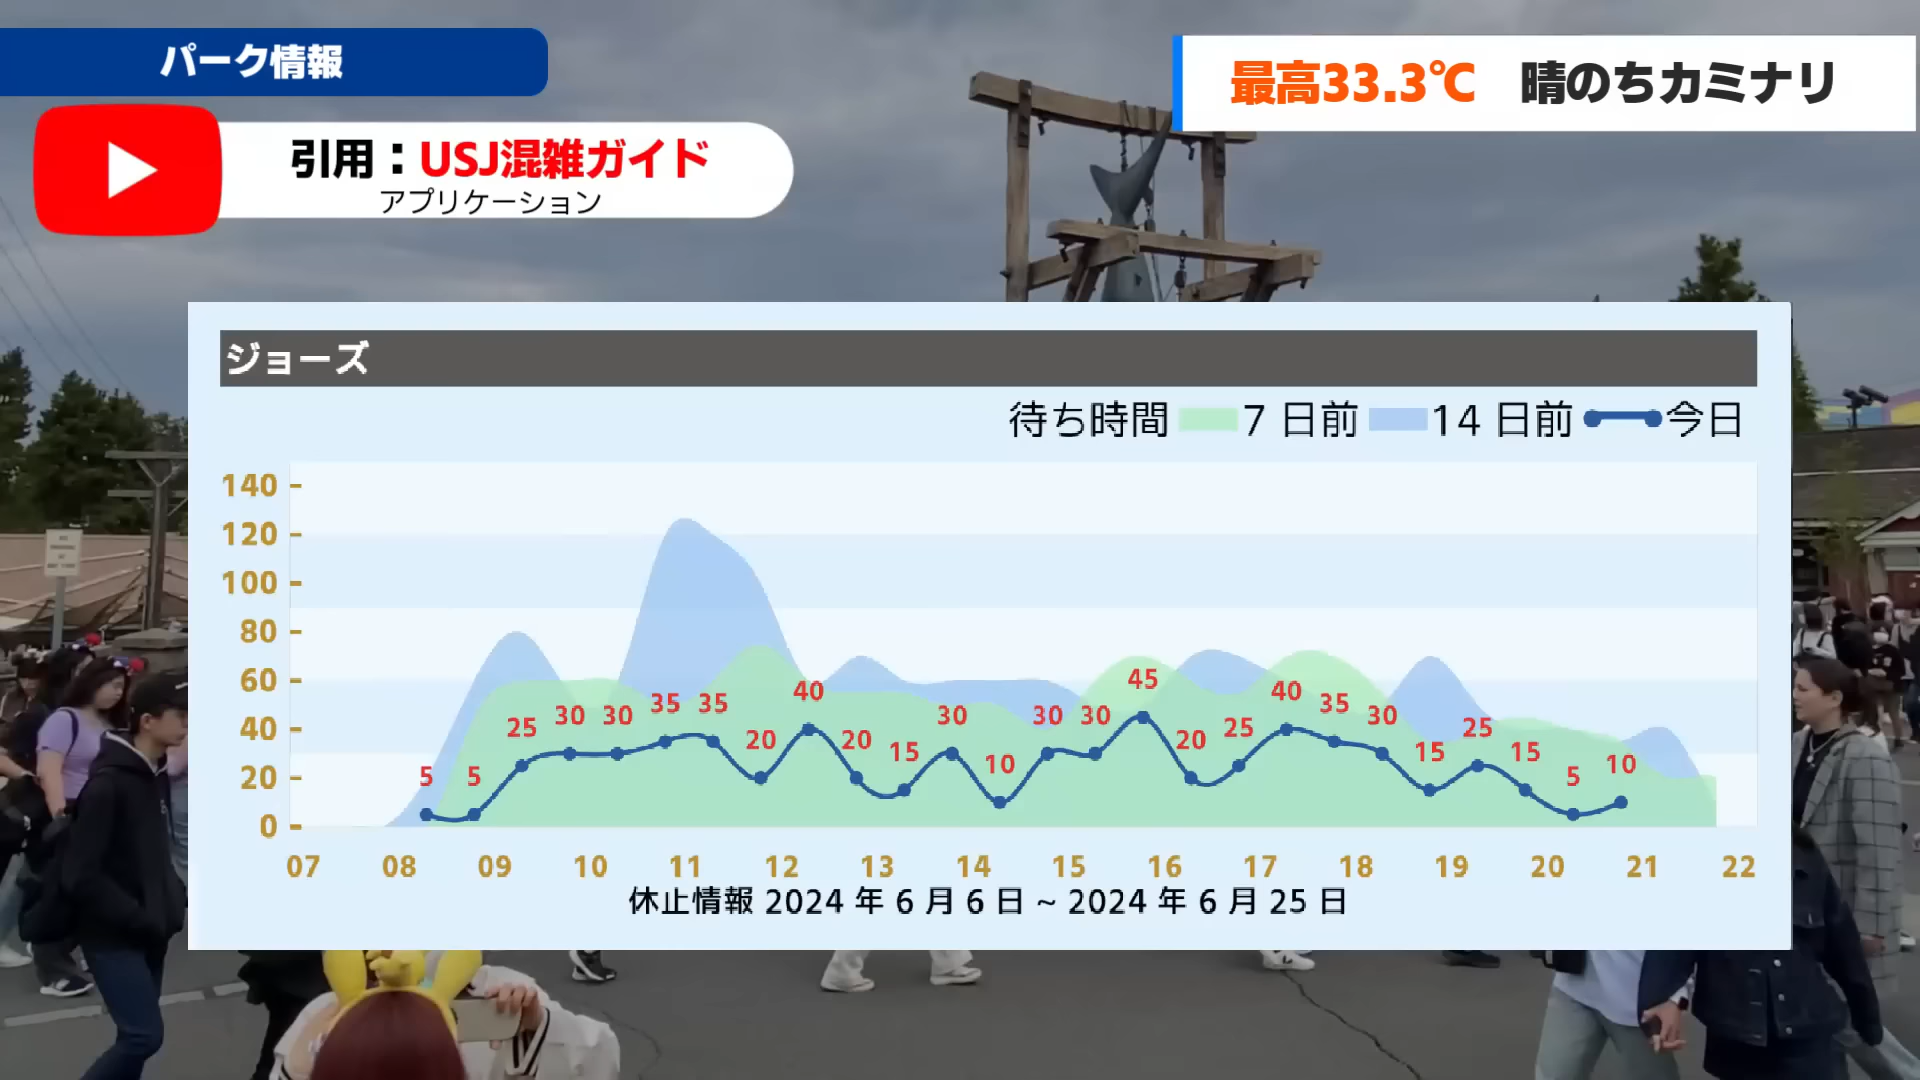 パーク情報
最高33.3℃ 晴のちカミナリ
引用：USJ混雑ガイド
アプリケーション
ジョーズ
待ち時間 7 日前 14 日前 今日
140
120
100
80
60
40
20
0
5 5 25 30 30 35 35 20 40 20 15 30 10 30 30 45 20 25 40 35 30 15 25 15 5 10
07 08 09 10 11 12 13 14 15 16 17 18 19 20 21 22
休止情報 2024 年 6 月 6 日 ~ 2024 年 6 月 25 日